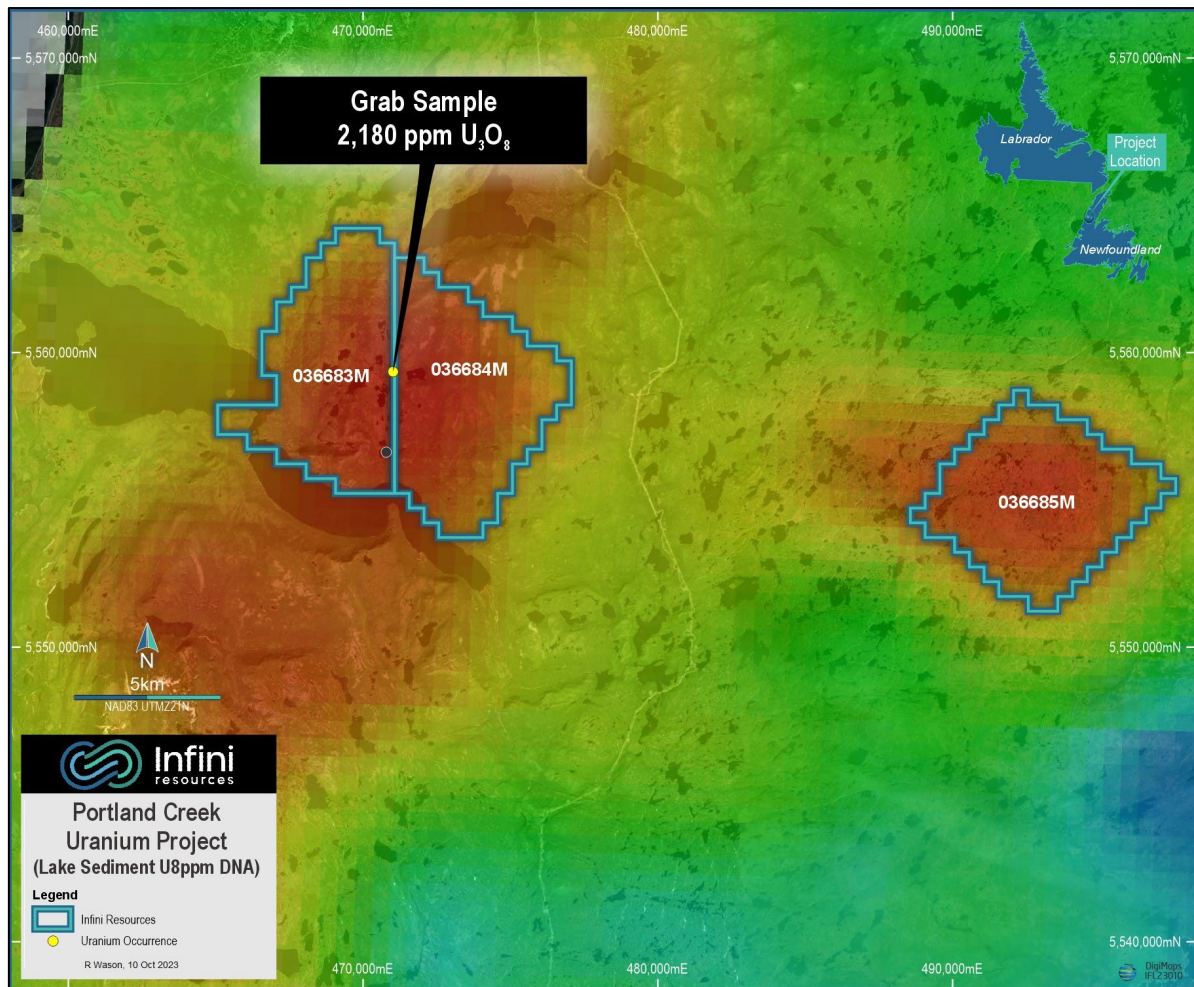 460,000mE
470,000mE
480,000mE
490,000mE
5,570,000mN
5,570,000mN
Grab Sample
2,180 ppm U₃O₈
Labrador
Project
Location
Newfoundland
5,560,000mN
5,560,000mN
036683M
036684M
036685M
5,550,000mN
5,550,000mN
N
5km
NAD83 UTMZ21N
Infini
resources
Portland Creek
Uranium Project
(Lake Sediment U8ppm DNA)
Legend
Infini Resources
Uranium Occurrence
R Wason, 10 Oct 2023
5,540,000mN
470,000mE
480,000mE
490,000mE
DigiMaps
IFL23010